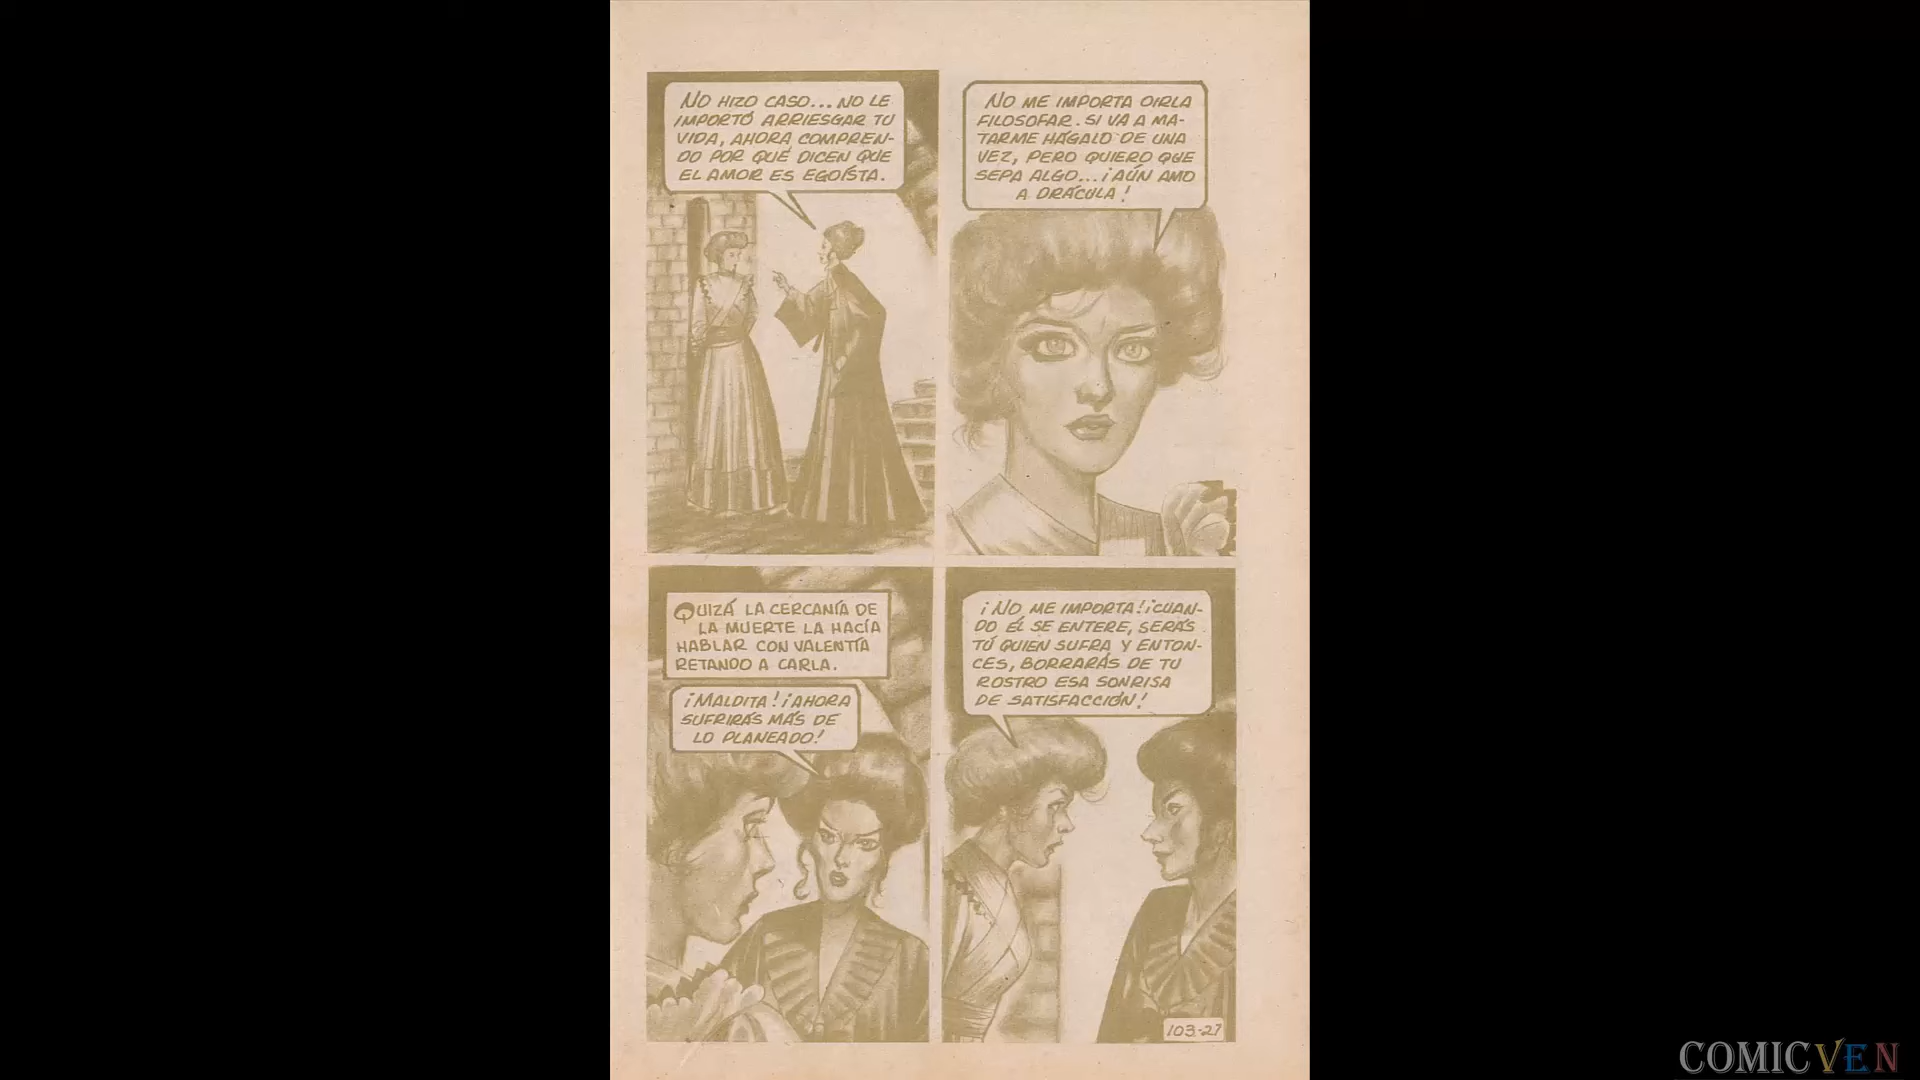 NO HIZO CASO... NO LE
IMPORTÓ ARRIESGAR TU
VIDA, AHORA COMPREN-
DO POR QUÉ DICEN QUE
EL AMOR ES EGOÍSTA.
NO ME IMPORTA OIRLA
FILOSOFAR. SI VA A MA-
TARME HÁGALO DE UNA
VEZ, PERO QUIERO QUE
SEPA ALGO... ¡AÚN AMO
A DRÁCULA!
QUIZÁ LA CERCANÍA DE
LA MUERTE LA HACÍA
HABLAR CON VALENTÍA
RETANDO A CARLA.
¡MALDITA! ¡AHORA
SUFRIRÁS MÁS DE
LO PLANEADO!
¡NO ME IMPORTA! ¡CUAN-
DO ÉL SE ENTERE, SERÁS
TÚ QUIEN SUFRA Y ENTON-
CES, BORRARÁS DE TU
ROSTRO ESA SONRISA
DE SATISFACCIÓN!
103-27
COMICVEN